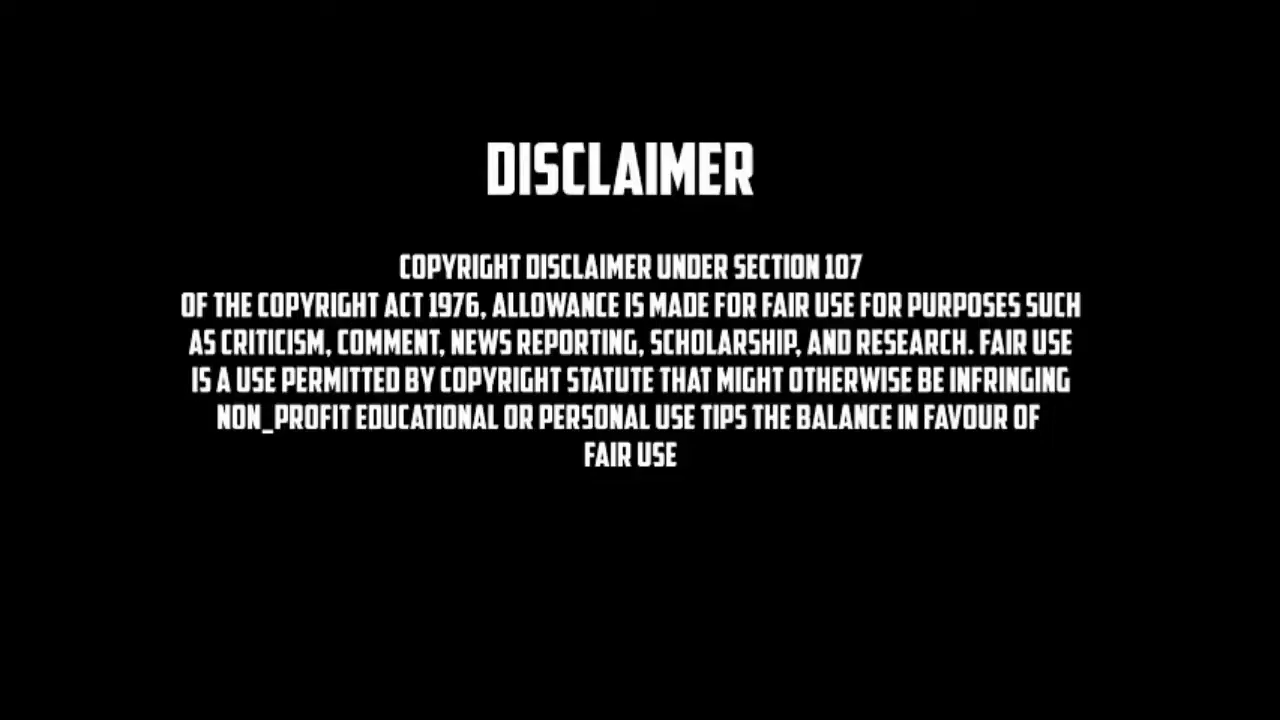 DISCLAIMER
COPYRIGHT DISCLAIMER UNDER SECTION 107
OF THE COPYRIGHT ACT 1976, ALLOWANCE IS MADE FOR FAIR USE FOR PURPOSES SUCH
AS CRITICISM, COMMENT, NEWS REPORTING, SCHOLARSHIP, AND RESEARCH. FAIR USE
IS A USE PERMITTED BY COPYRIGHT STATUTE THAT MIGHT OTHERWISE BE INFRINGING
NON_PROFIT EDUCATIONAL OR PERSONAL USE TIPS THE BALANCE IN FAVOUR OF
FAIR USE